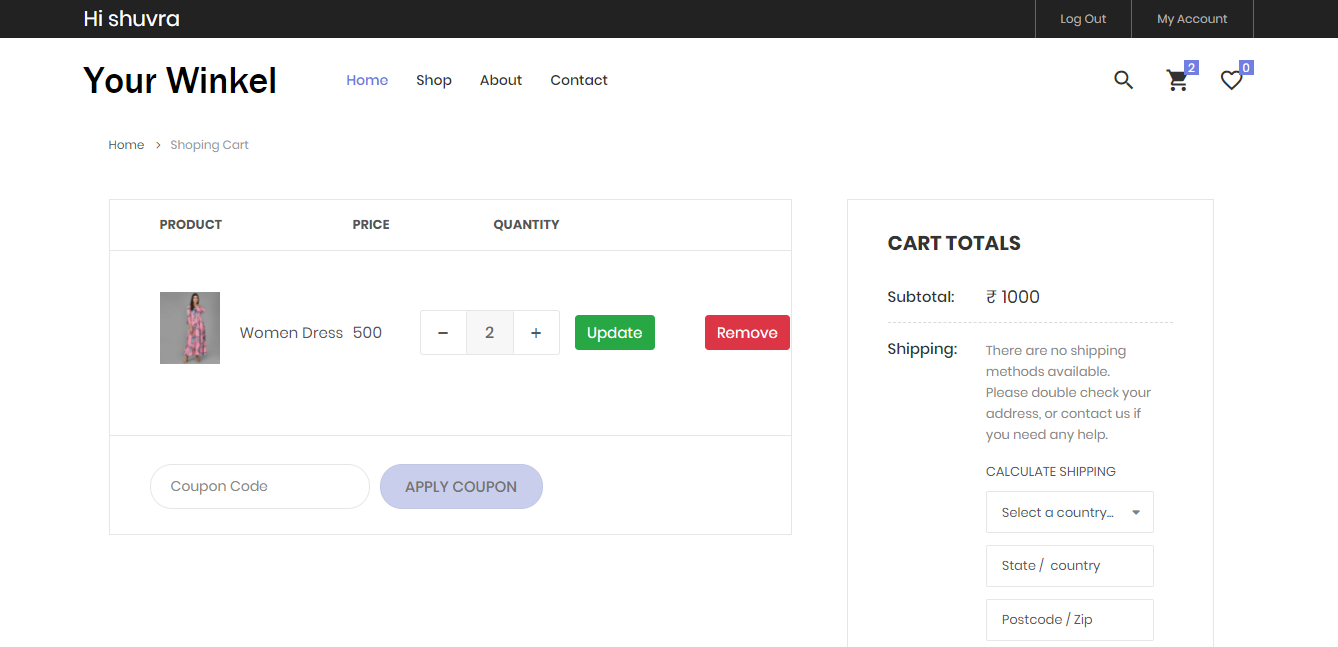 Hi shuvra
Log Out
My Account
Your Winkel
Home
Shop
About
Contact
2
0
Home > Shoping Cart
PRODUCT PRICE QUANTITY
Women Dress 500 − 2 + Update Remove
Coupon Code
APPLY COUPON
CART TOTALS
Subtotal: ₹ 1000
Shipping:
There are no shipping
methods available.
Please double check your
address, or contact us if
you need any help.
CALCULATE SHIPPING
Select a country...
State / country
Postcode / Zip